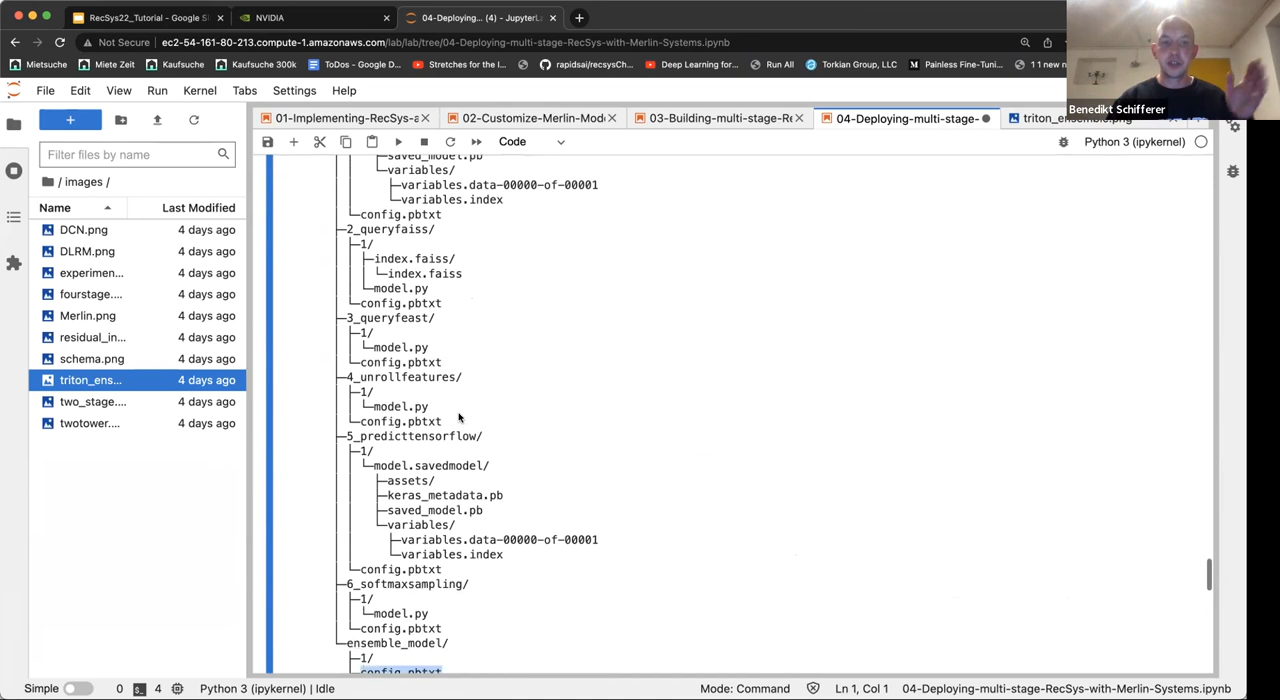 RecSys22_Tutorial - Google Sl
NVIDIA
04-Deploying... (4) - JupyterL
Not Secure | ec2-54-161-80-213.compute-1.amazonaws.com/lab/lab/tree/04-Deploying-multi-stage-RecSys-with-Merlin-Systems.ipynb
Mietsuche
Miete Zeit
Kaufsuche
Kaufsuche 300k
ToDos - Google D...
Stretches for the l...
rapidsai/recsysCh...
Deep Learning for...
Run All
Torkian Group, LLC
Painless Fine-Tuni...
1 1 new n
Benedikt Schifferer
File Edit View Run Kernel Tabs Settings Help
01-Implementing-RecSys-a
02-Customize-Merlin-Mode
03-Building-multi-stage-Re
04-Deploying-multi-stage-
triton_ensemble.png
Filter files by name
/ images /
Name
Last Modified
DCN.png 4 days ago
DLRM.png 4 days ago
experimen... 4 days ago
fourstage.... 4 days ago
Merlin.png 4 days ago
residual_in... 4 days ago
schema.png 4 days ago
triton_ens... 4 days ago
two_stage.... 4 days ago
twotower.... 4 days ago
Code
Python 3 (ipykernel)
├─saved_model.pb
└─variables/
├─variables.data-00000-of-00001
└─variables.index
└─config.pbtxt
├─2_queryfaiss/
├─1/
├─index.faiss/
└─index.faiss
└─model.py
└─config.pbtxt
├─3_queryfeast/
├─1/
└─model.py
└─config.pbtxt
├─4_unrollfeatures/
├─1/
└─model.py
└─config.pbtxt
├─5_predicttensorflow/
├─1/
└─model.savedmodel/
├─assets/
├─keras_metadata.pb
├─saved_model.pb
└─variables/
├─variables.data-00000-of-00001
└─variables.index
└─config.pbtxt
├─6_softmaxsampling/
├─1/
└─model.py
└─config.pbtxt
└─ensemble_model/
├─1/
└─config.pbtxt
Simple
0
4
Python 3 (ipykernel) | Idle
Mode: Command
Ln 1, Col 1
04-Deploying-multi-stage-RecSys-with-Merlin-Systems.ipynb